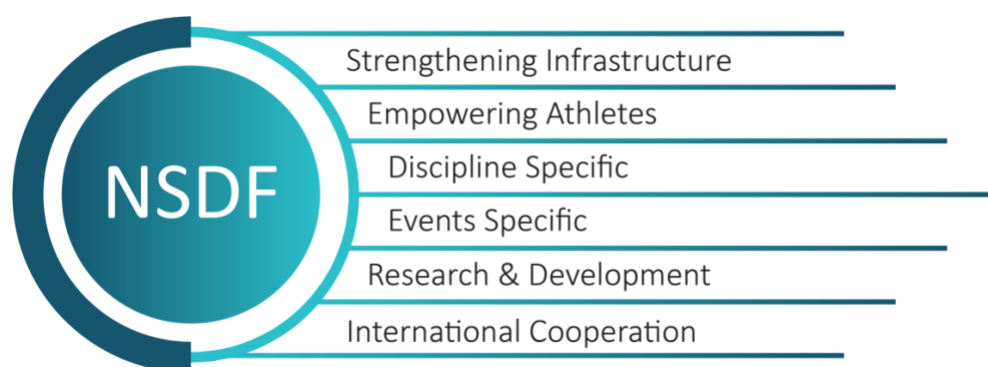 NSDF
Strengthening Infrastructure
Empowering Athletes
Discipline Specific
Events Specific
Research & Development
International Cooperation